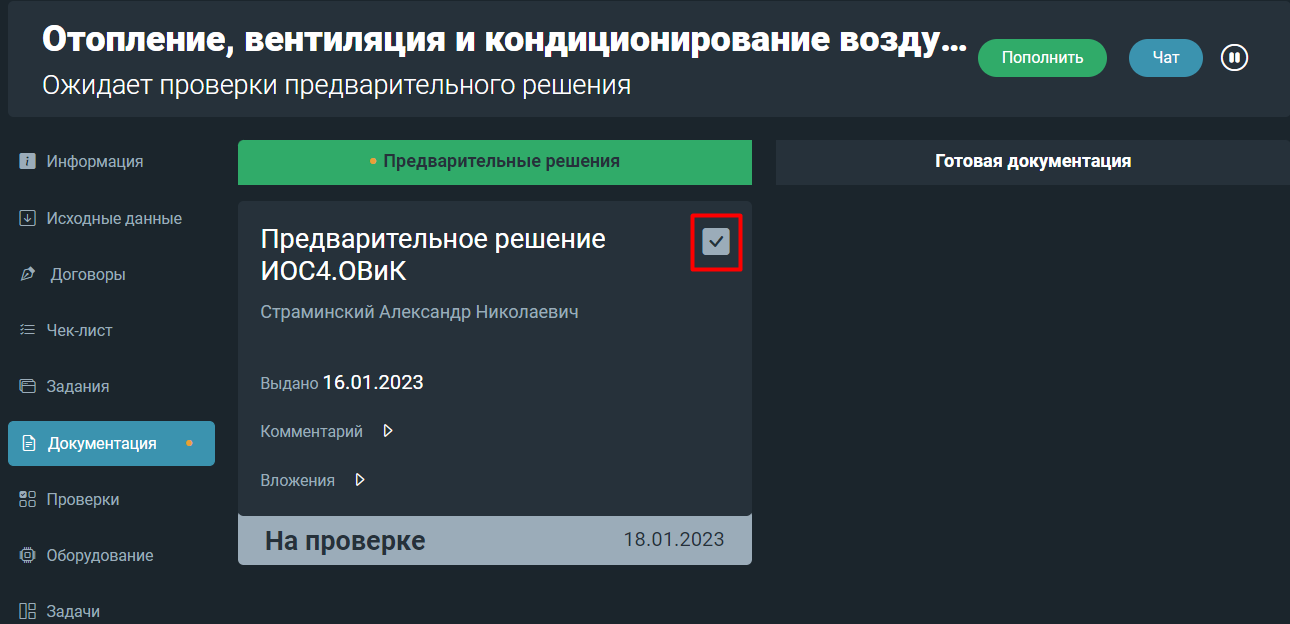 Отопление, вентиляция и кондиционирование возду...
Ожидает проверки предварительного решения
Пополнить
Чат
Информация
Исходные данные
Договоры
Чек-лист
Задания
Документация
Проверки
Оборудование
Задачи
Предварительные решения
Готовая документация
Предварительное решение
ИОС4.ОВиК
Страминский Александр Николаевич
Выдано 16.01.2023
Комментарий
Вложения
На проверке 18.01.2023